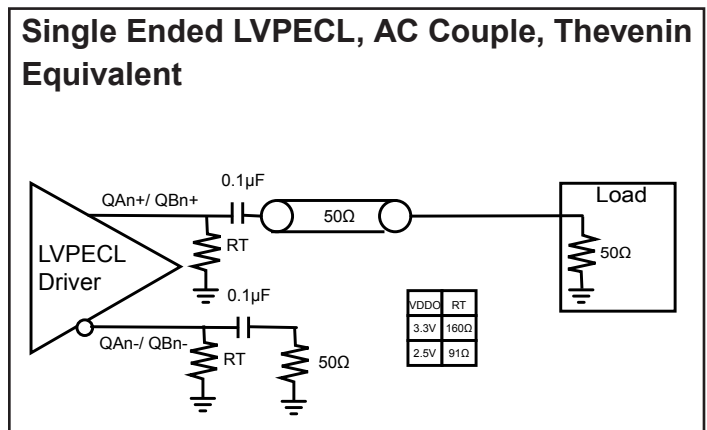 Single Ended LVPECL, AC Couple, Thevenin
Equivalent
0.1µF
QAn+/ QBn+
50Ω
Load
LVPECL
Driver
RT
50Ω
0.1µF
VDDO RT
3.3V 160Ω
2.5V 91Ω
QAn-/ QBn-
RT
50Ω